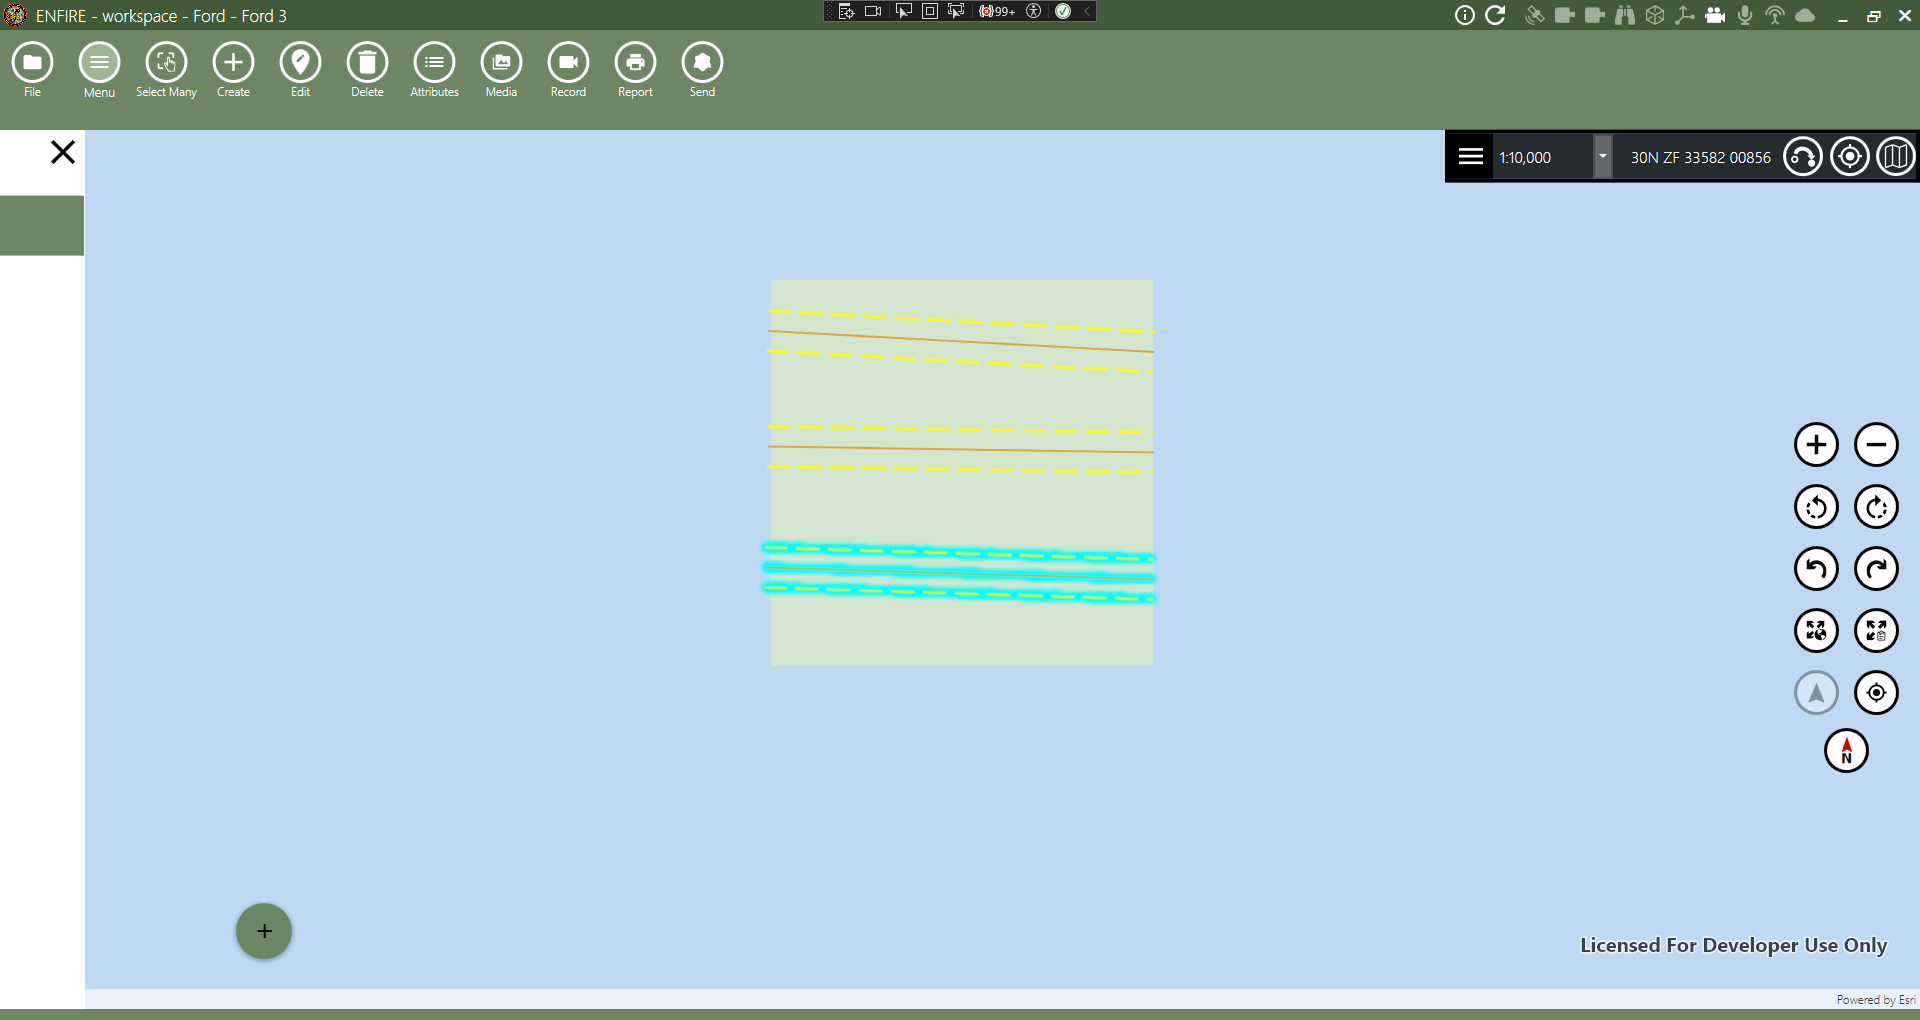 ENFIRE - workspace - Ford - Ford 3
99+
File
Menu
Select Many
Create
Edit
Delete
Attributes
Media
Record
Report
Send
1:10,000
30N ZF 33582 00856
N
Licensed For Developer Use Only
Powered by Esri